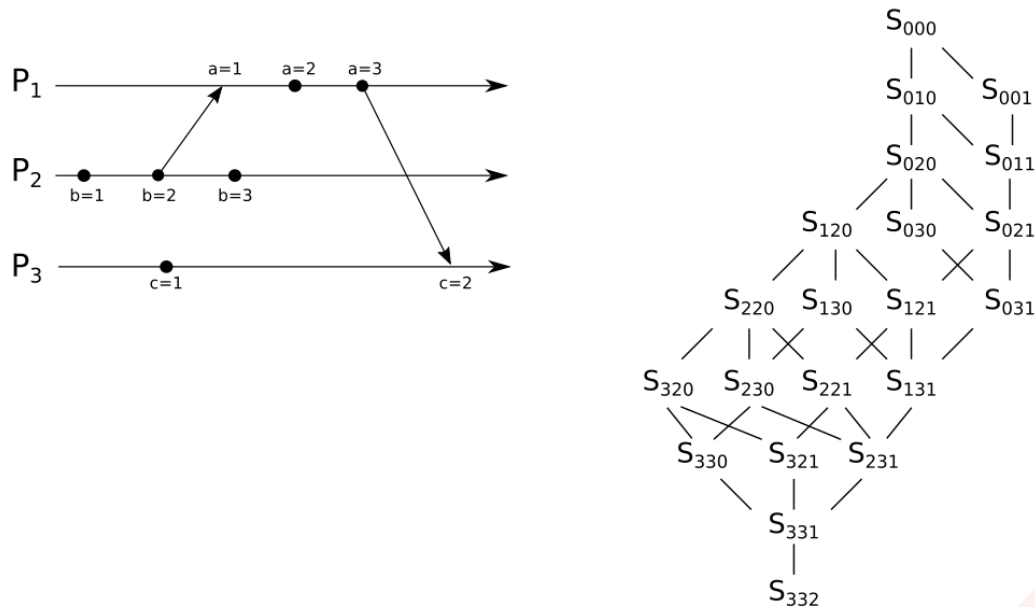 P1
a=1 a=2 a=3
P2
b=1 b=2 b=3
P3
c=1 c=2
S000
S010 S001
S020 S011
S120 S030 S021
S220 S130 S121 S031
S320 S230 S221 S131
S330 S321 S231
S331
S332